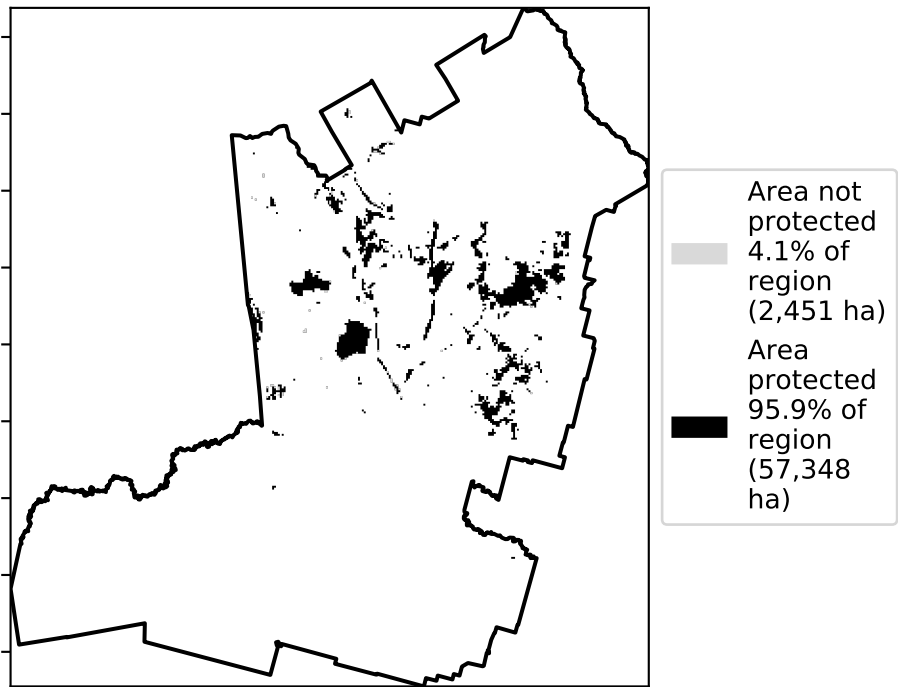 Area not
protected
4.1% of
region
(2,451 ha)
Area
protected
95.9% of
region
(57,348
ha)